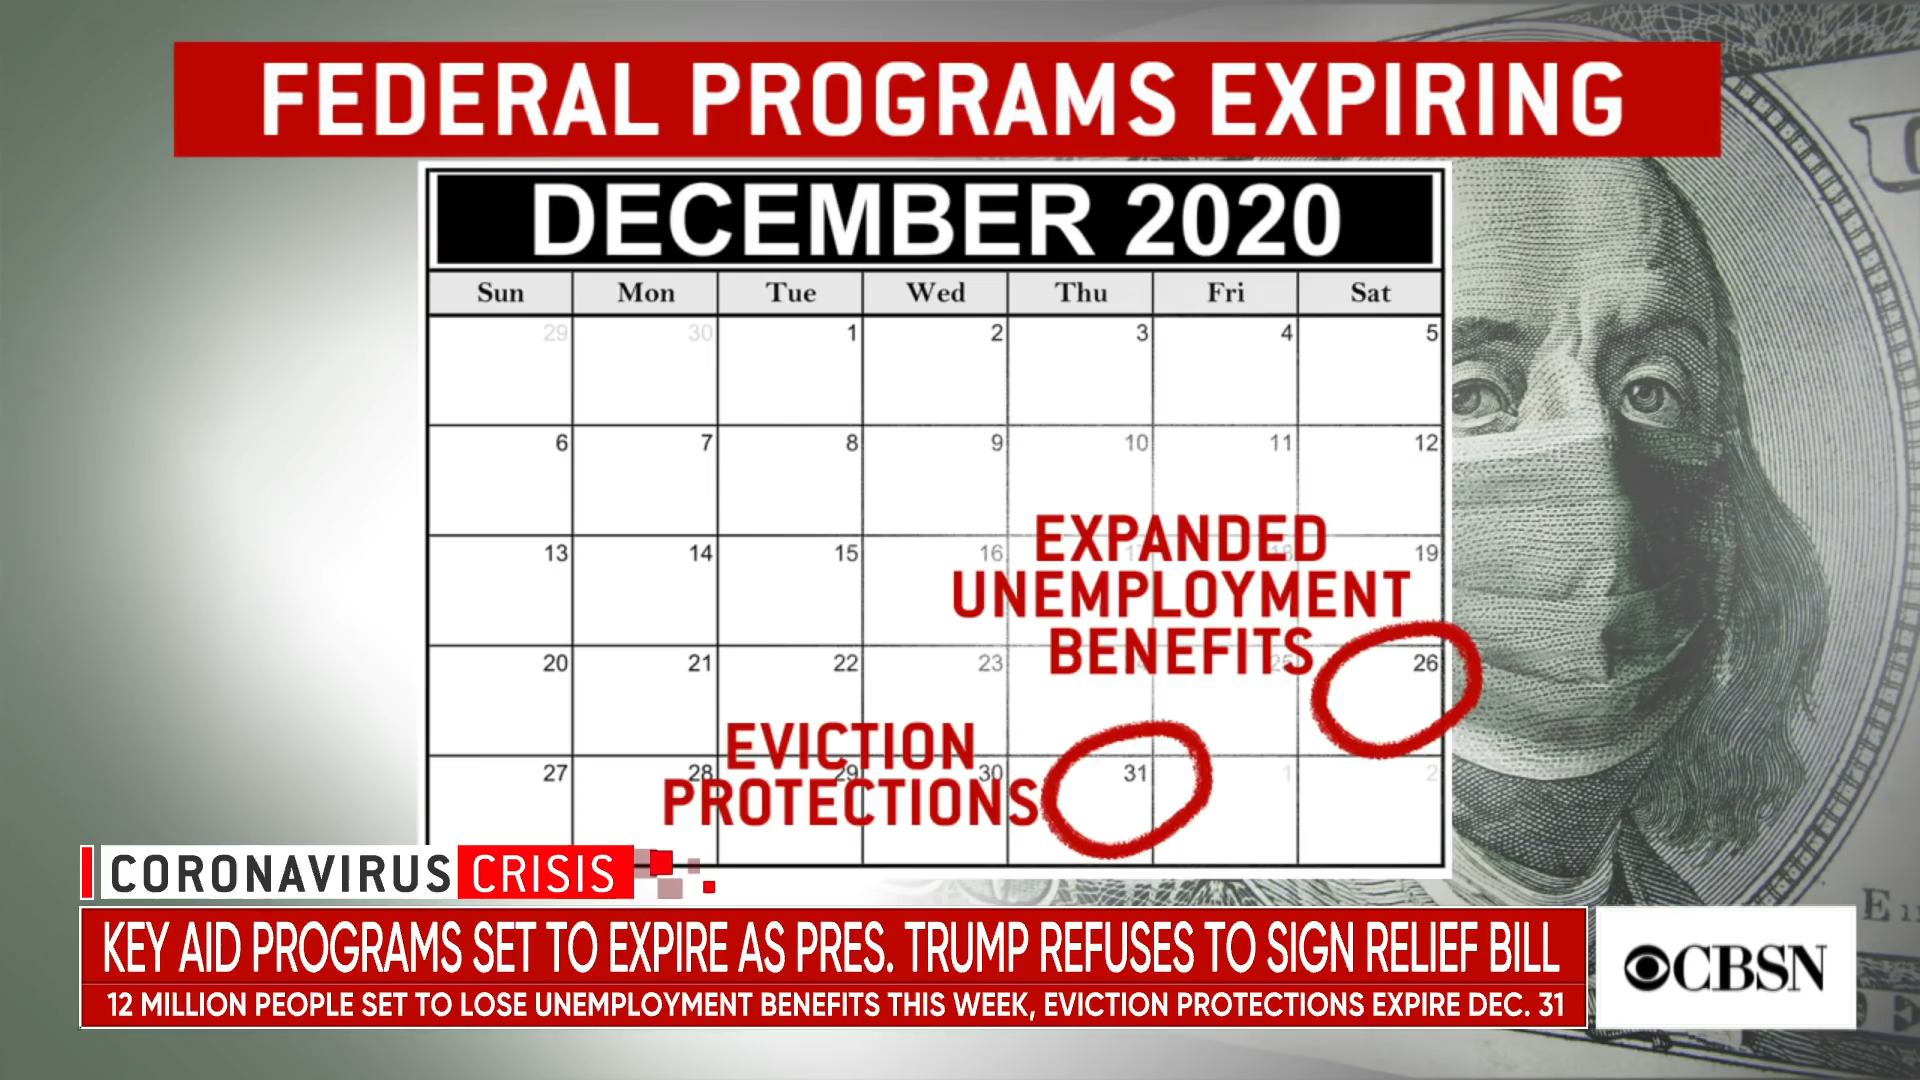 FEDERAL PROGRAMS EXPIRING
DECEMBER 2020
Sun Mon Tue Wed Thu Fri Sat
29 30 1 2 3 4 5
6 7 8 9 10 11 12
13 14 15 16 17 18 19
EXPANDED
UNEMPLOYMENT
BENEFITS
20 21 22 23 25 26
EVICTION
PROTECTIONS
27 28 29 30 31 1 2
CORONAVIRUS CRISIS
KEY AID PROGRAMS SET TO EXPIRE AS PRES. TRUMP REFUSES TO SIGN RELIEF BILL
12 MILLION PEOPLE SET TO LOSE UNEMPLOYMENT BENEFITS THIS WEEK, EVICTION PROTECTIONS EXPIRE DEC. 31
CBSN